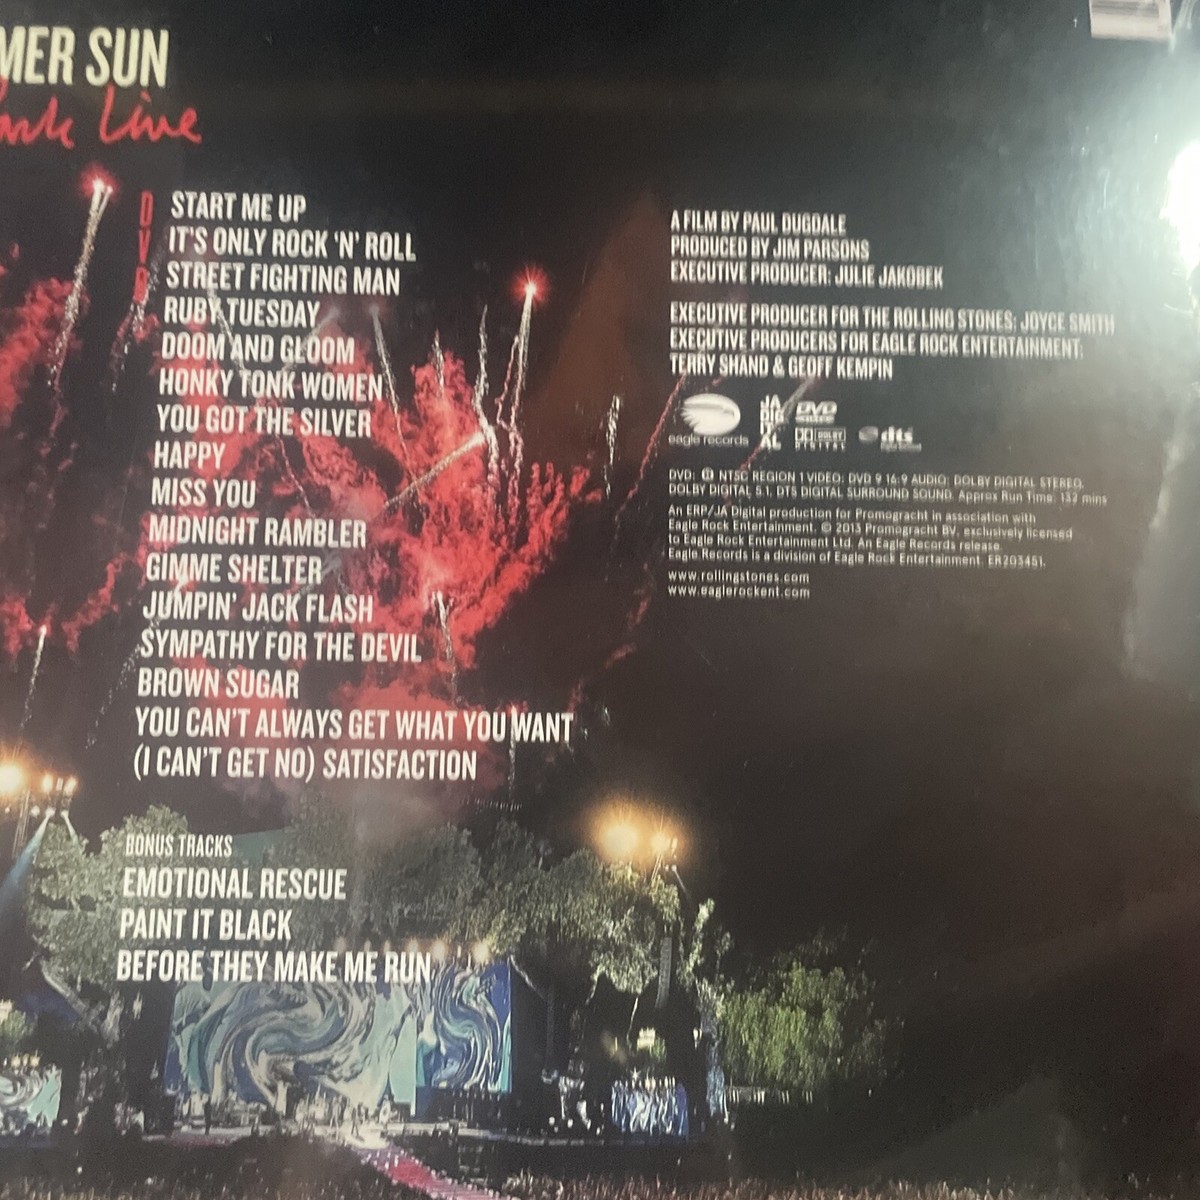 MER SUN
ark Live
DVD
START ME UP
IT'S ONLY ROCK 'N' ROLL
STREET FIGHTING MAN
RUBY TUESDAY
DOOM AND GLOOM
HONKY TONK WOMEN
YOU GOT THE SILVER
HAPPY
MISS YOU
MIDNIGHT RAMBLER
GIMME SHELTER
JUMPIN' JACK FLASH
SYMPATHY FOR THE DEVIL
BROWN SUGAR
YOU CAN'T ALWAYS GET WHAT YOU WANT
(I CAN'T GET NO) SATISFACTION
BONUS TRACKS
EMOTIONAL RESCUE
PAINT IT BLACK
BEFORE THEY MAKE ME RUN
A FILM BY PAUL DUGDALE
PRODUCED BY JIM PARSONS
EXECUTIVE PRODUCER: JULIE JAKOBEK
EXECUTIVE PRODUCER FOR THE ROLLING STONES: JOYCE SMITH
EXECUTIVE PRODUCERS FOR EAGLE ROCK ENTERTAINMENT:
TERRY SHAND & GEOFF KEMPIN
eagle records
JA DIGITAL
DVD
DOLBY
DIGITAL
dts
DVD: NTSC REGION 1 VIDEO: DVD 9 16:9 AUDIO: DOLBY DIGITAL STEREO,
DOLBY DIGITAL 5.1, DTS DIGITAL SURROUND SOUND. Approx Run Time: 132 mins
An ERP/JA Digital production for Promogracht in association with
Eagle Rock Entertainment. © 2013 Promogracht BV, exclusively licensed
to Eagle Rock Entertainment Ltd. An Eagle Records release.
Eagle Records is a division of Eagle Rock Entertainment. ER203451.
www.rollingstones.com
www.eaglerockent.com